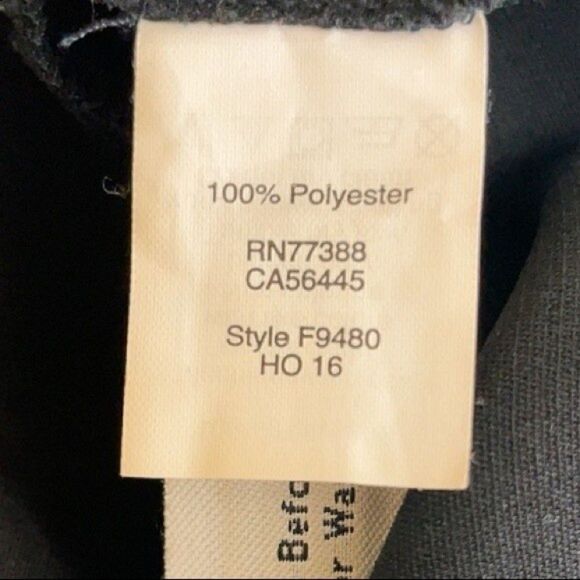 100% Polyester
RN77388
CA56445
Style F9480
HO 16